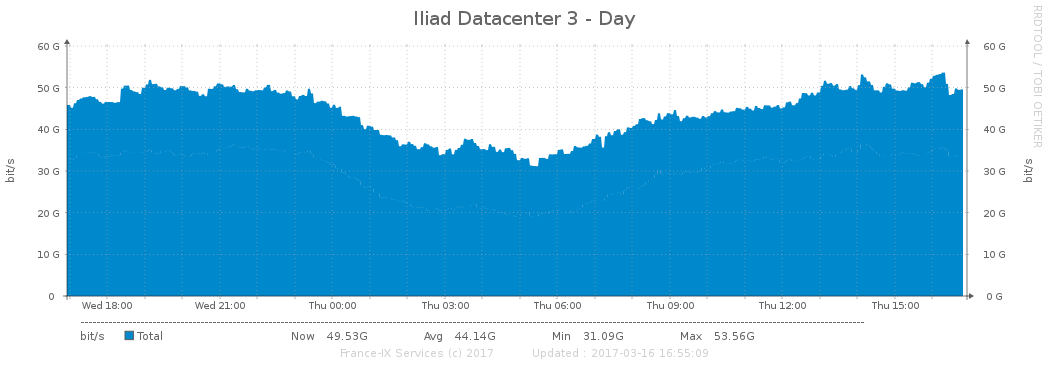 Iliad Datacenter 3 - Day
RRDTOOL / TOBI OETIKER
60 G 60 G
50 G 50 G
40 G 40 G
30 G 30 G
20 G 20 G
10 G 10 G
0 0 G
bit/s bit/s
Wed 18:00 Wed 21:00 Thu 00:00 Thu 03:00 Thu 06:00 Thu 09:00 Thu 12:00 Thu 15:00
bit/s Total Now 49.53G Avg 44.14G Min 31.09G Max 53.56G
France-IX Services (c) 2017 Updated : 2017-03-16 16:55:09